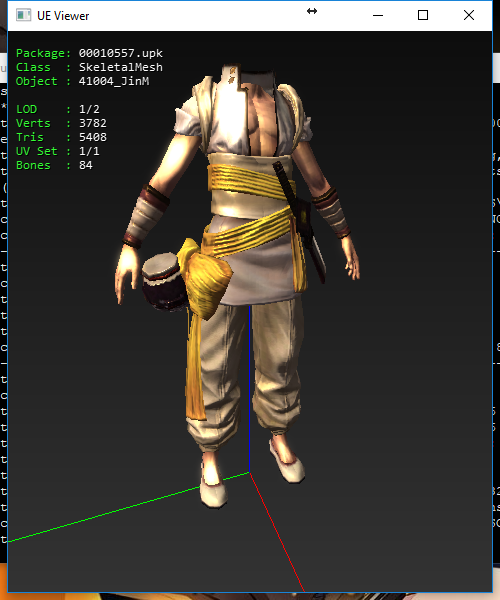 UE Viewer
Package: 00010557.upk
Class : SkeletalMesh
Object : 41004_JinM
LOD : 1/2
Verts : 3782
Tris : 5408
UV Set : 1/1
Bones : 84